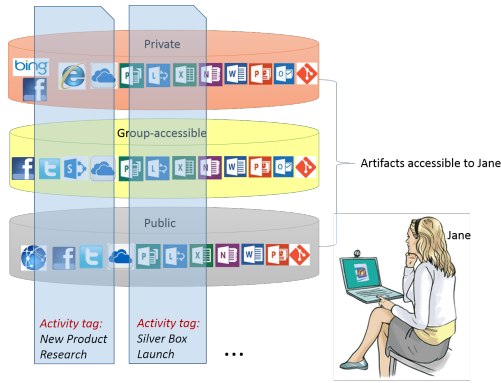 Private
bing
Group-accessible
Artifacts accessible to Jane
Public
Jane
Activity tag:
New Product
Research
Activity tag:
Silver Box
Launch
...